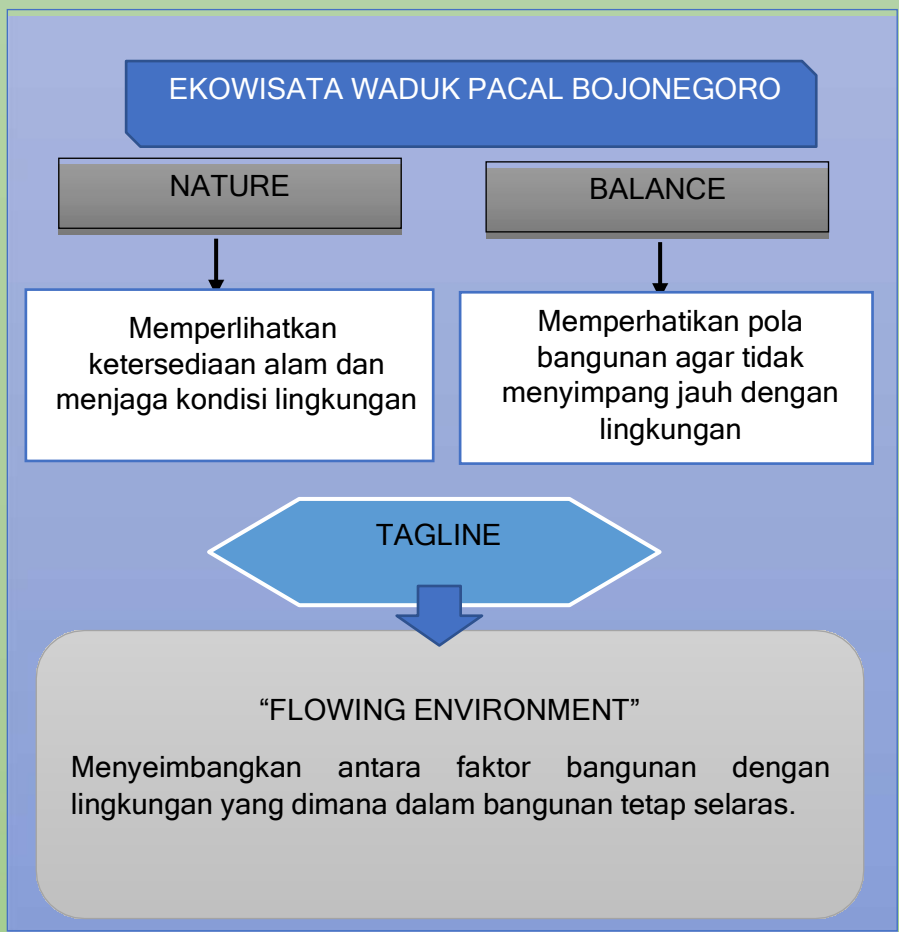 EKOWISATA WADUK PACAL BOJONEGORO
NATURE
BALANCE
Memperlihatkan
ketersediaan alam dan
menjaga kondisi lingkungan
Memperhatikan pola
bangunan agar tidak
menyimpang jauh dengan
lingkungan
TAGLINE
“FLOWING ENVIRONMENT”
Menyeimbangkan antara faktor bangunan dengan
lingkungan yang dimana dalam bangunan tetap selaras.